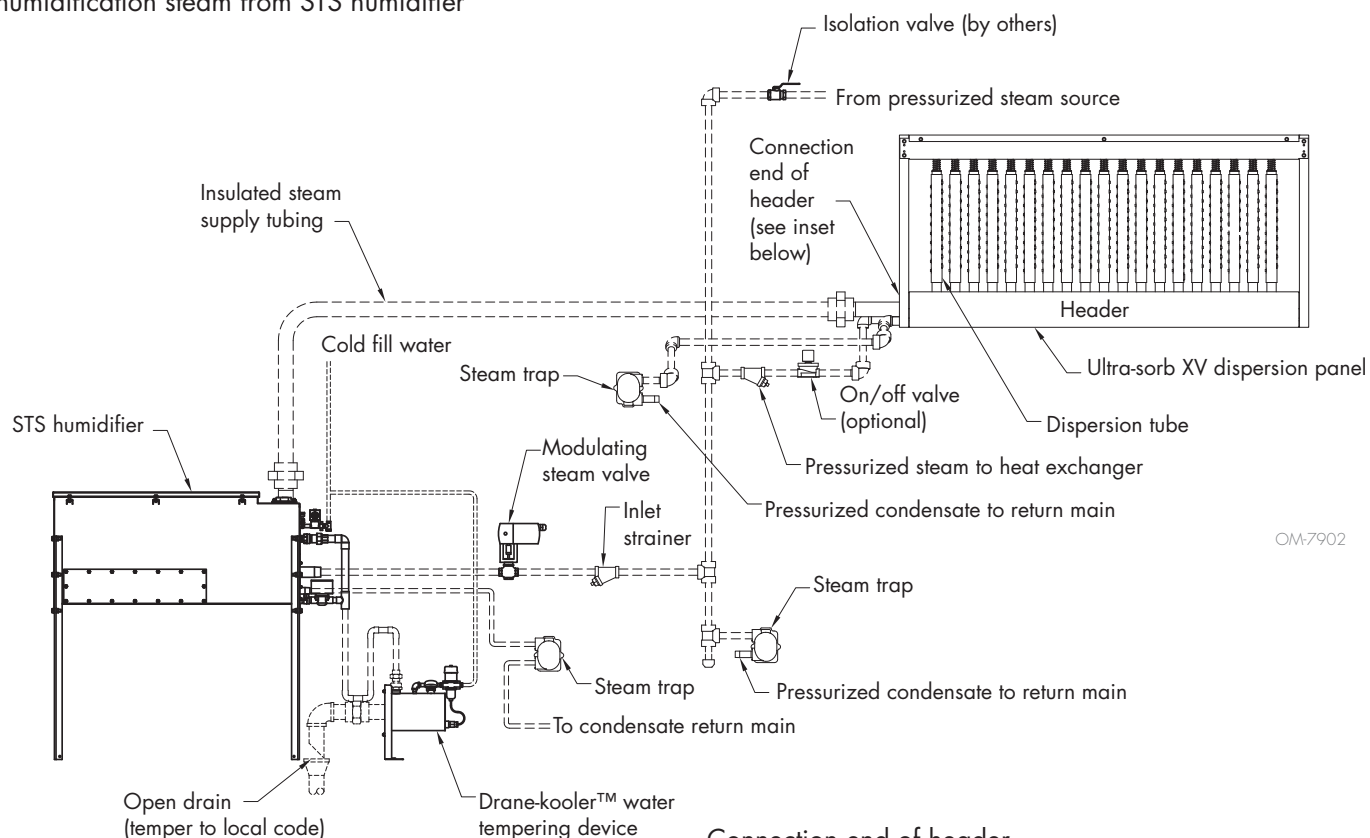 humidification steam from STS humidifier
Isolation valve (by others)
From pressurized steam source
Connection
end of
header
(see inset
below)
Insulated steam
supply tubing
Header
Cold fill water
Steam trap
Ultra-sorb XV dispersion panel
On/off valve
(optional)
Dispersion tube
STS humidifier
Modulating
steam valve
Pressurized steam to heat exchanger
Inlet
strainer
Pressurized condensate to return main
OM-7902
Steam trap
Steam trap
Pressurized condensate to return main
To condensate return main
Open drain
(temper to local code)
Drane-kooler™ water
tempering device
Connection end of header